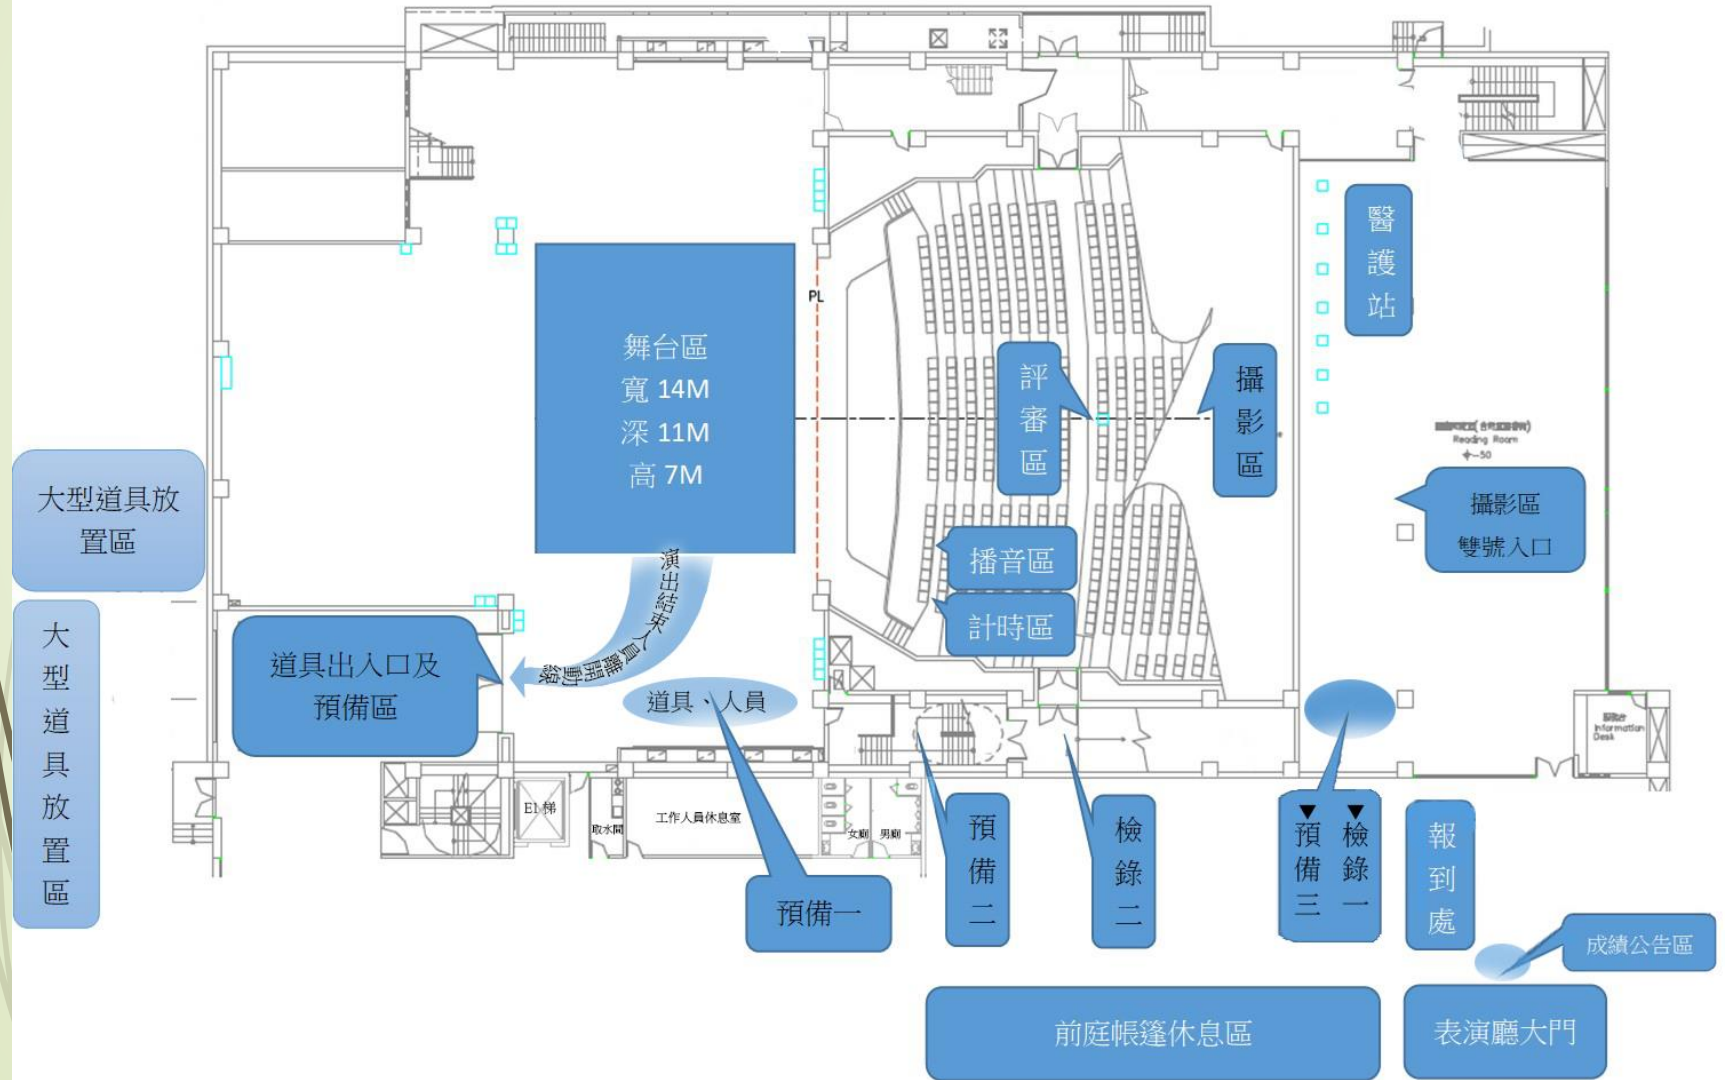 醫護站
PL
舞台區
寬 14M
深 11M
高 7M
評審區
攝影區
Reading Room
-50
大型道具放
置區
攝影區
雙號入口
播音區
計時區
演出結束人員離開動線
大型道具放置區
道具出入口及
預備區
道具、人員
Information
Desk
E1梯
取水間
工作人員休息室
女廁
男廁
預備一
預備二
檢錄二
▼檢錄一
▼預備三
報到處
成績公告區
前庭帳篷休息區
表演廳大門